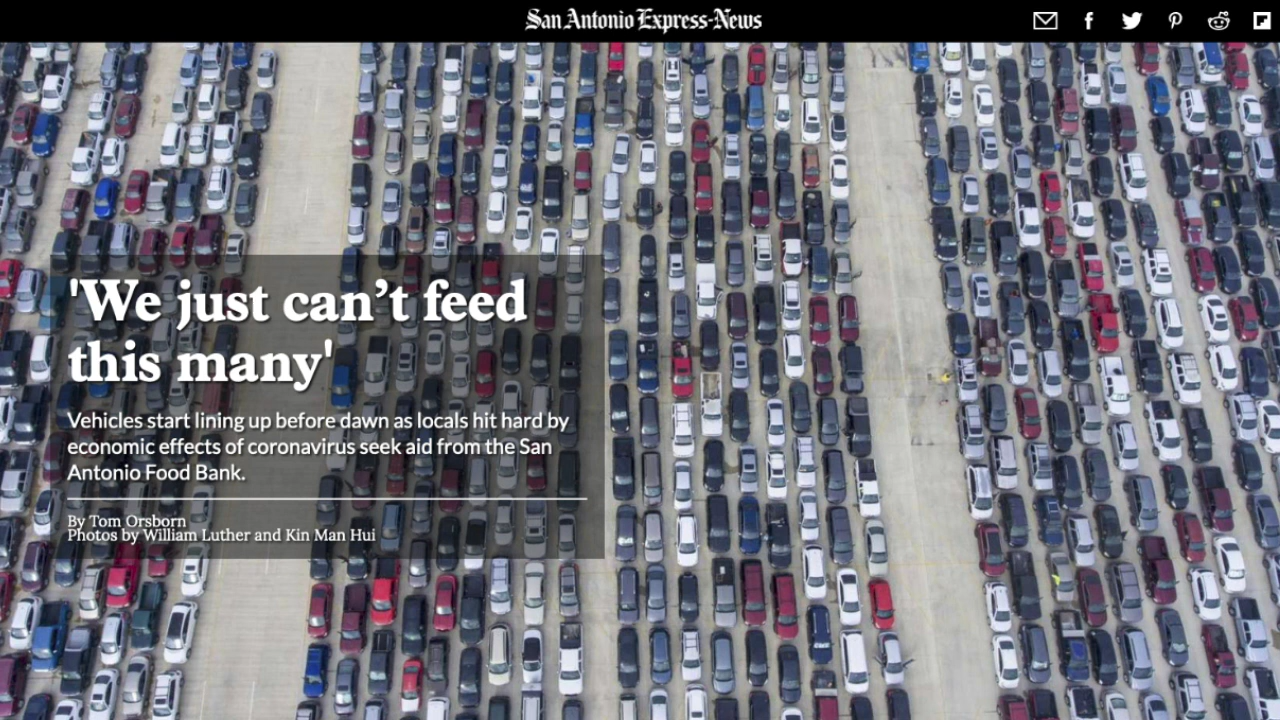 San Antonio Express-News
'We just can’t feed
this many'
Vehicles start lining up before dawn as locals hit hard by
economic effects of coronavirus seek aid from the San
Antonio Food Bank.
By Tom Orsborn
Photos by William Luther and Kin Man Hui